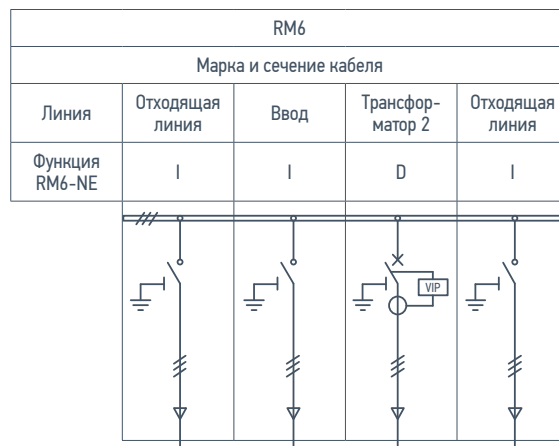 RM6
Марка и сечение кабеля
Линия
Отходящая
линия
Ввод
Трансфор-
матор 2
Отходящая
линия
Функция
RM6-NE
I
I
D
I
VIP